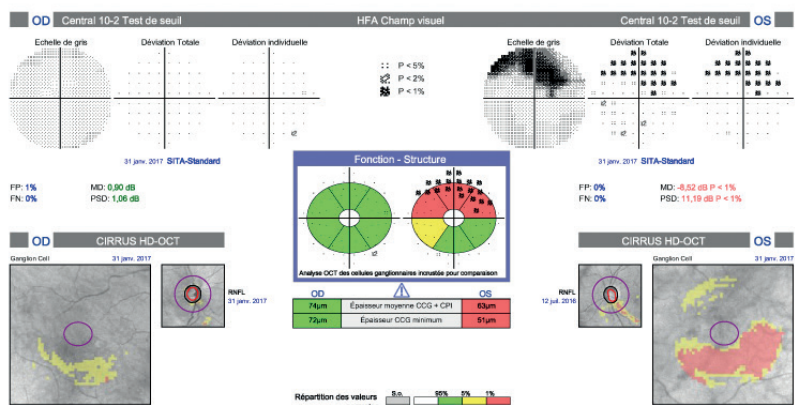 OD Central 10-2 Test de seuil HFA Champ visuel Central 10-2 Test de seuil OS
Echelle de gris Déviation Totale Déviation individuelle Echelle de gris Déviation Totale Déviation individuelle
P < 5%
P < 2%
P < 1%
31 janv. 2017 SITA-Standard 31 janv. 2017 SITA-Standard
FP: 1% MD: 0,90 dB FP: 0% MD: -8,52 dB P < 1%
FN: 0% PSD: 1,06 dB FN: 0% PSD: 11,19 dB P < 1%
Fonction - Structure
Analyse OCT des cellules ganglionnaires incrustée pour comparaison
OD CIRRUS HD-OCT CIRRUS HD-OCT OS
Ganglion Cell 31 janv. 2017 Ganglion Cell 31 janv. 2017
RNFL
31 janv. 2017
RNFL
12 juil. 2016
OD OS
74µm Épaisseur moyenne CCG + CPI 63µm
72µm Épaisseur CCG minimum 51µm
Répartition des valeurs S.o. 95% 5% 1%